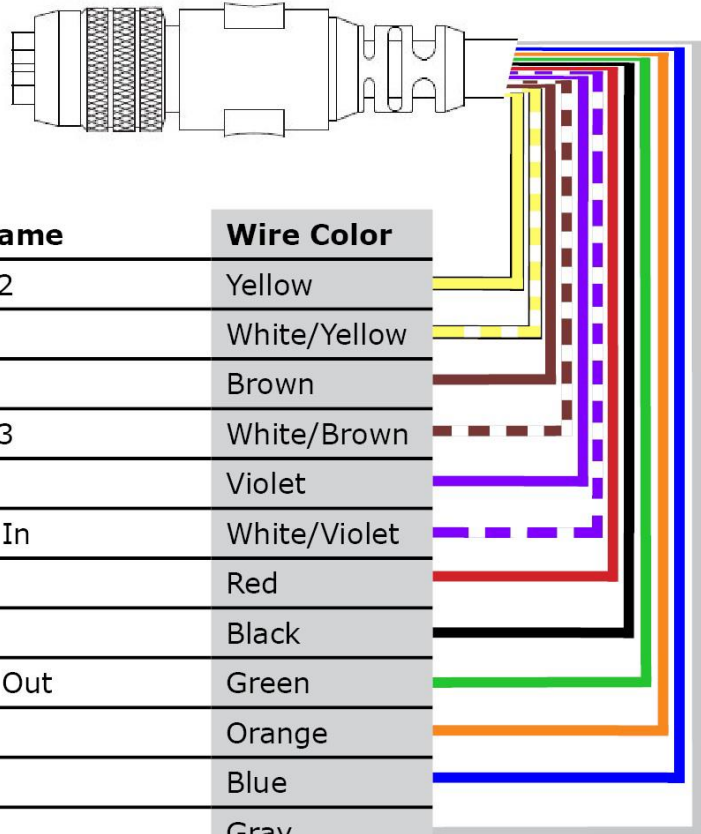 ame Wire Color
2 Yellow
White/Yellow
Brown
3 White/Brown
Violet
In White/Violet
Red
Black
Out Green
Orange
Blue
Gray